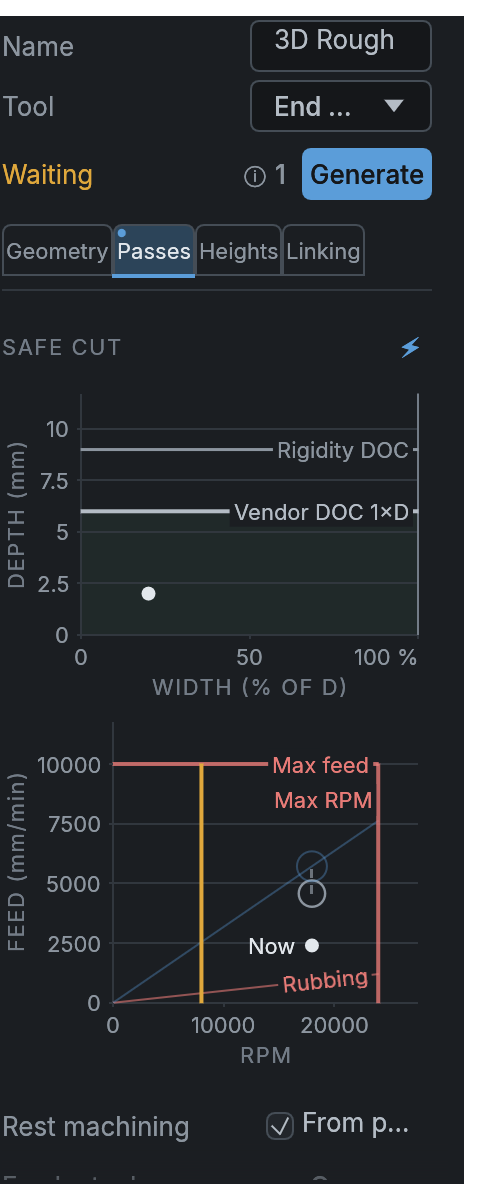 Name
3D Rough
Tool
End ...
Waiting
1
Generate
Geometry
Passes
Heights
Linking
SAFE CUT
10
7.5
5
2.5
0
DEPTH (mm)
Rigidity DOC
Vendor DOC 1×D
0
50
100 %
WIDTH (% OF D)
10000
7500
5000
2500
0
FEED (mm/min)
Max feed
Max RPM
Now
Rubbing
0
10000
20000
RPM
Rest machining
From p...